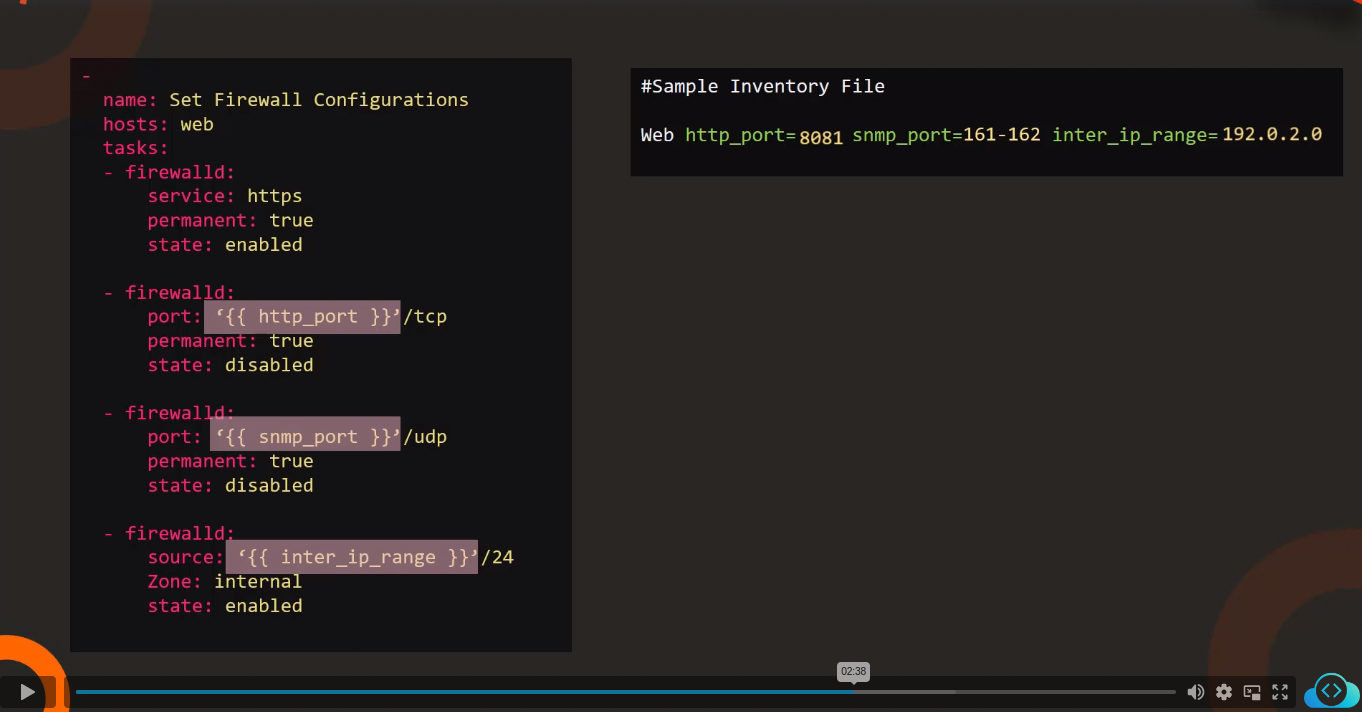 -
name: Set Firewall Configurations
hosts: web
tasks:
- firewalld:
service: https
permanent: true
state: enabled
- firewalld:
port: ‘{{ http_port }}’/tcp
permanent: true
state: disabled
- firewalld:
port: ‘{{ snmp_port }}’/udp
permanent: true
state: disabled
- firewalld:
source: ‘{{ inter_ip_range }}’/24
Zone: internal
state: enabled
#Sample Inventory File
Web http_port=8081 snmp_port=161-162 inter_ip_range=192.0.2.0
02:38